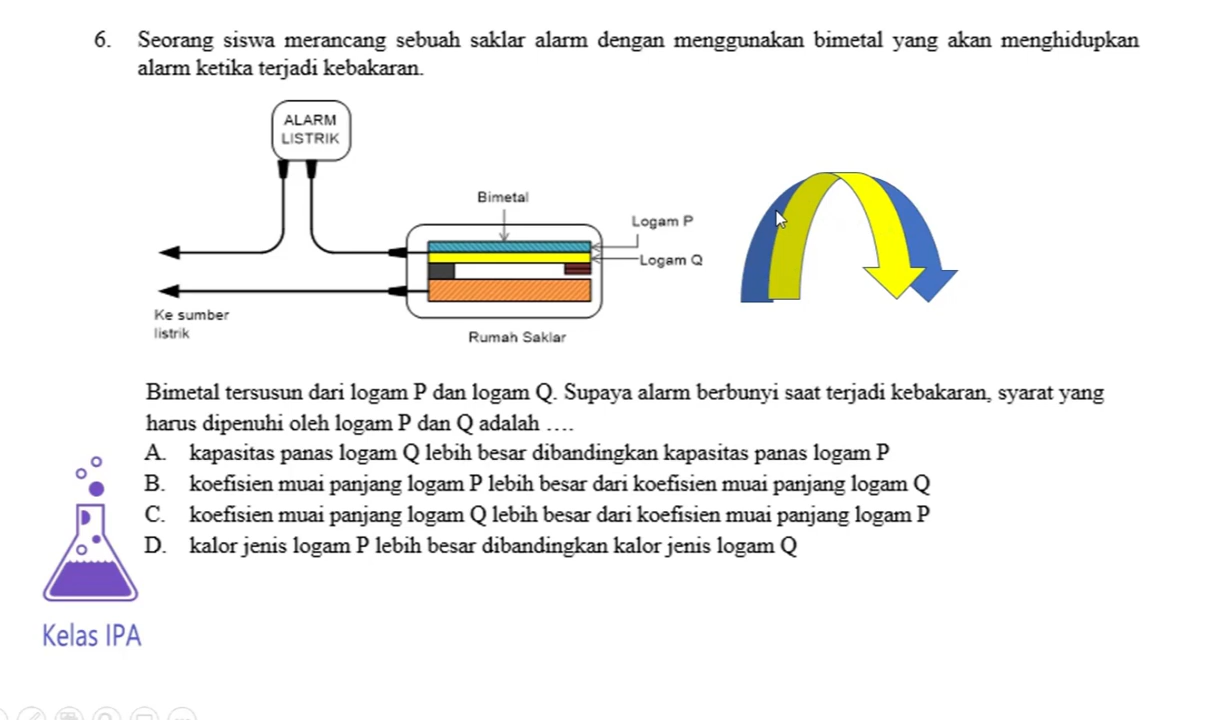 6. Seorang siswa merancang sebuah saklar alarm dengan menggunakan bimetal yang akan menghidupkan
alarm ketika terjadi kebakaran.
ALARM
LISTRIK
Bimetal
Logam P
Logam Q
Ke sumber
listrik
Rumah Saklar
Bimetal tersusun dari logam P dan logam Q. Supaya alarm berbunyi saat terjadi kebakaran, syarat yang
harus dipenuhi oleh logam P dan Q adalah ….
A. kapasitas panas logam Q lebih besar dibandingkan kapasitas panas logam P
B. koefisien muai panjang logam P lebih besar dari koefisien muai panjang logam Q
C. koefisien muai panjang logam Q lebih besar dari koefisien muai panjang logam P
D. kalor jenis logam P lebih besar dibandingkan kalor jenis logam Q
Kelas IPA